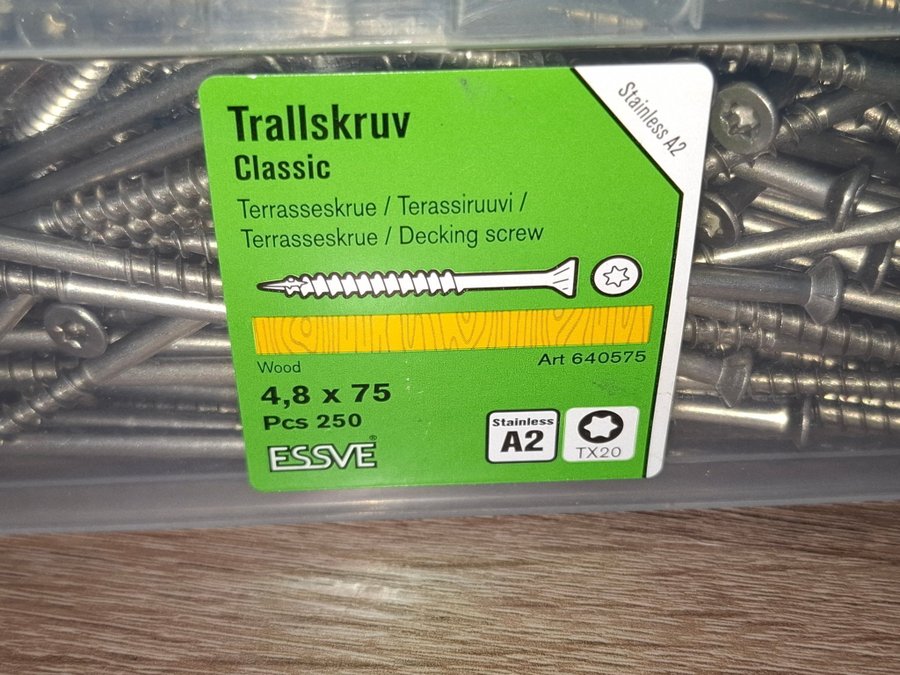 Trallskruv
Classic
Stainless A2
Terrasseskrue / Terassiruuvi /
Terrasseskrue / Decking screw
Wood
Art 640575
4,8 x 75
Pcs 250
ESSVE®
Stainless
A2
TX20